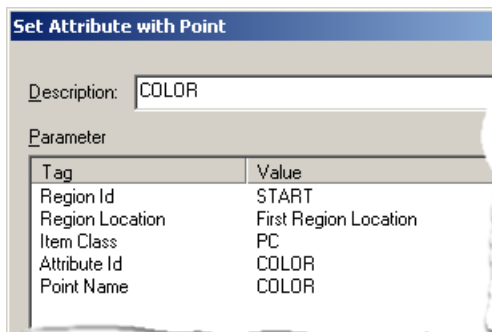 Set Attribute with Point
Description: COLOR
Parameter
Tag Value
Region Id START
Region Location First Region Location
Item Class PC
Attribute Id COLOR
Point Name COLOR